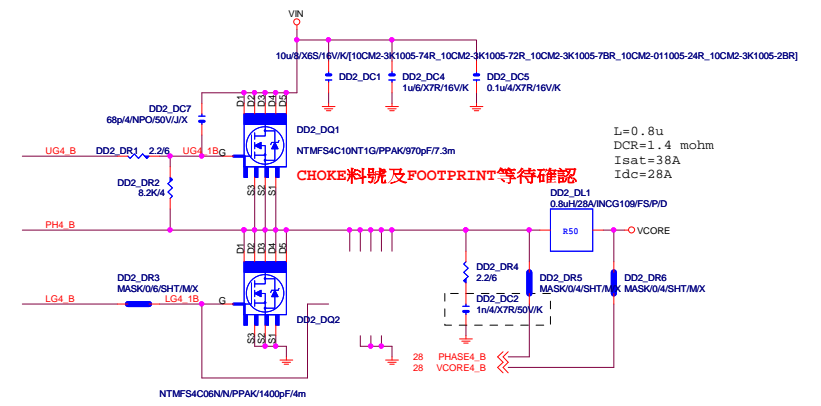 VIN
10u/8/X6S/16V/K/[10CM2-3K1005-74R_10CM2-3K1005-72R_10CM2-3K1005-7BR_10CM2-011005-24R_10CM2-3K1005-2BR]
DD2_DC1
DD2_DC4
1u/6/X7R/16V/K
DD2_DC5
0.1u/4/X7R/16V/K
DD2_DC7
68p/4/NPO/50V/J/X
D1
D2
D3
D4
D5
DD2_DQ1
NTMFS4C10NT1G/PPAK/970pF/7.3m
UG4_B
DD2_DR1
2.2/6
UG4_1B
G
L=0.8u
DCR=1.4 mohm
Isat=38A
Idc=28A
CHOKE料號及FOOTPRINT等待確認
DD2_DR2
8.2K/4
S3
S2
S1
DD2_DL1
0.8uH/28A/INCG109/FS/P/D
PH4_B
R50
VCORE
D1
D2
D3
D4
D5
DD2_DR3
MASK/0/6/SHT/M/X
DD2_DR4
2.2/6
DD2_DR5
MASK/0/4/SHT/M/X
DD2_DR6
MASK/0/4/SHT/M/X
LG4_B
LG4_1B
G
DD2_DC2
1n/4/X7R/50V/K
DD2_DQ2
S3
S2
S1
28 PHASE4_B
28 VCORE4_B
NTMFS4C06N/N/PPAK/1400pF/4m